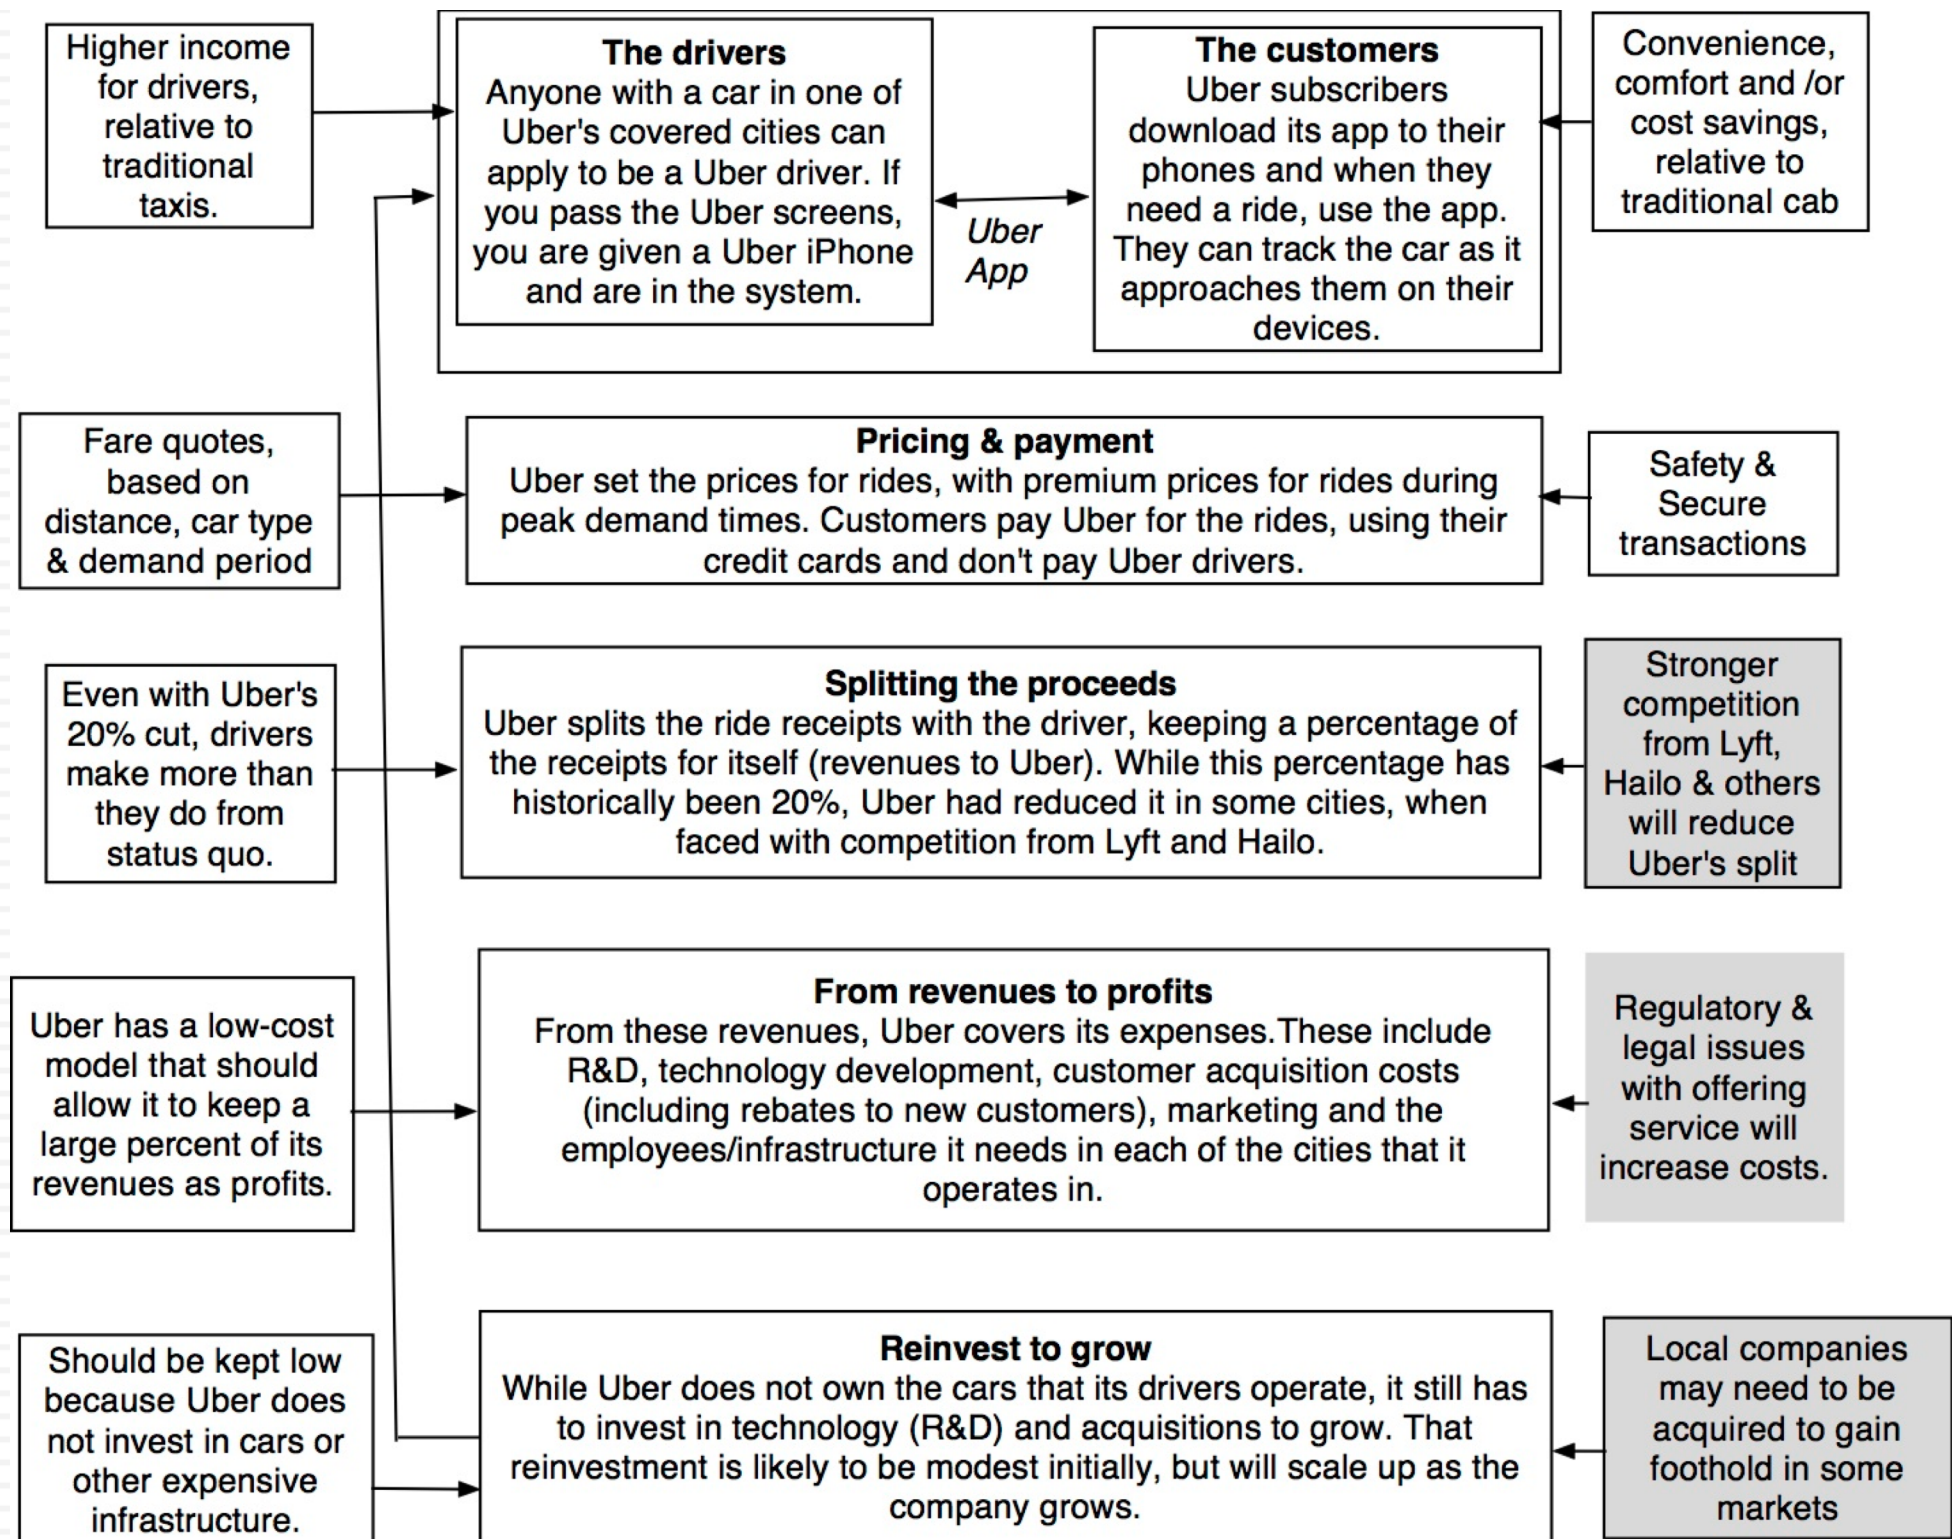 Higher income
for drivers,
relative to
traditional
taxis.
The drivers
Anyone with a car in one of
Uber's covered cities can
apply to be a Uber driver. If
you pass the Uber screens,
you are given a Uber iPhone
and are in the system.
Uber
App
The customers
Uber subscribers
download its app to their
phones and when they
need a ride, use the app.
They can track the car as it
approaches them on their
devices.
Convenience,
comfort and /or
cost savings,
relative to
traditional cab
Fare quotes,
based on
distance, car type
& demand period
Pricing & payment
Uber set the prices for rides, with premium prices for rides during
peak demand times. Customers pay Uber for the rides, using their
credit cards and don't pay Uber drivers.
Safety &
Secure
transactions
Even with Uber's
20% cut, drivers
make more than
they do from
status quo.
Splitting the proceeds
Uber splits the ride receipts with the driver, keeping a percentage of
the receipts for itself (revenues to Uber). While this percentage has
historically been 20%, Uber had reduced it in some cities, when
faced with competition from Lyft and Hailo.
Stronger
competition
from Lyft,
Hailo & others
will reduce
Uber's split
Uber has a low-cost
model that should
allow it to keep a
large percent of its
revenues as profits.
From revenues to profits
From these revenues, Uber covers its expenses.These include
R&D, technology development, customer acquisition costs
(including rebates to new customers), marketing and the
employees/infrastructure it needs in each of the cities that it
operates in.
Regulatory &
legal issues
with offering
service will
increase costs.
Should be kept low
because Uber does
not invest in cars or
other expensive
infrastructure.
Reinvest to grow
While Uber does not own the cars that its drivers operate, it still has
to invest in technology (R&D) and acquisitions to grow. That
reinvestment is likely to be modest initially, but will scale up as the
company grows.
Local companies
may need to be
acquired to gain
foothold in some
markets